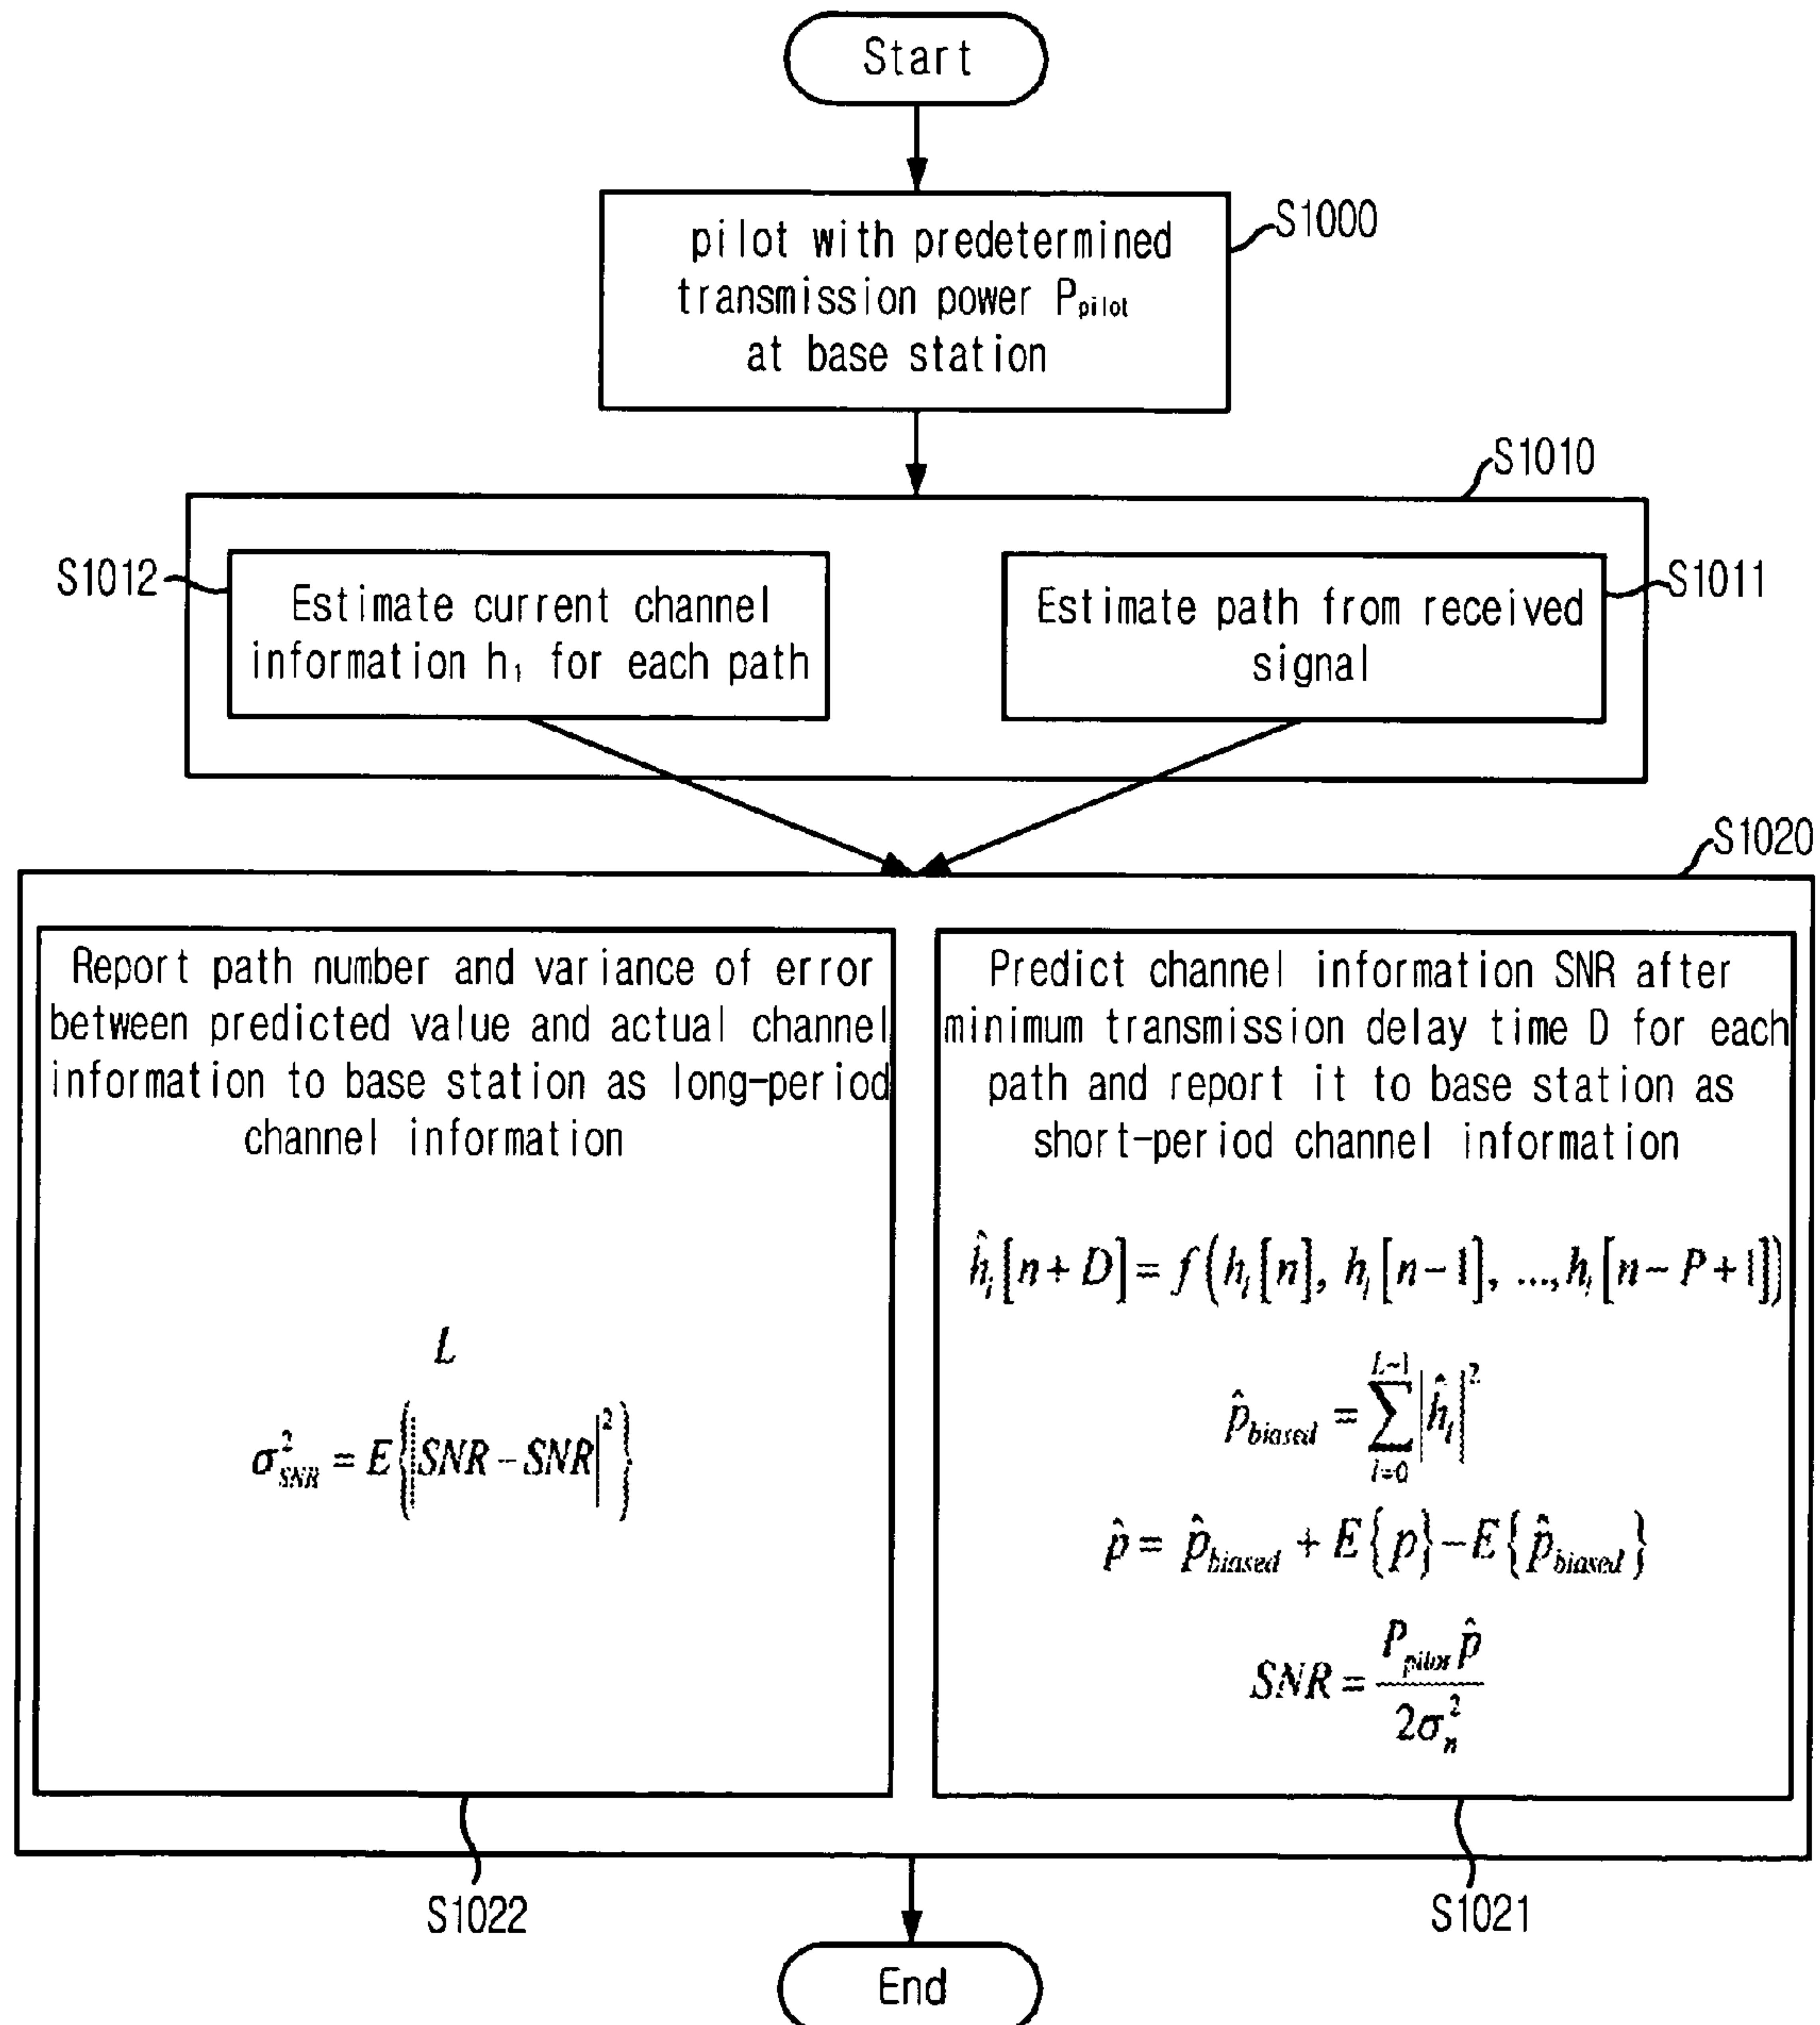 Start
pilot with predetermined
transmission power P_pilot
at base station
S1000
S1010
S1012
Estimate current channel
information h₁ for each path
Estimate path from received
signal
S1011
S1020
Report path number and variance of error
between predicted value and actual channel
information to base station as long-period
channel information
L
σ²_SNR = E{|SNR - SNR|²}
S1022
Predict channel information SNR after
minimum transmission delay time D for each
path and report it to base station as
short-period channel information
ĥ_l[n + D] = f(h_l[n], h_l[n-1], ..., h_l[n - P + 1])
p̂_biased = ∑_{l=0}^{L-1} |ĥ_l|²
p̂ = p̂_biased + E{p} - E{p̂_biased}
SNR = P_pilot p̂ / 2σ²_n
S1021
End